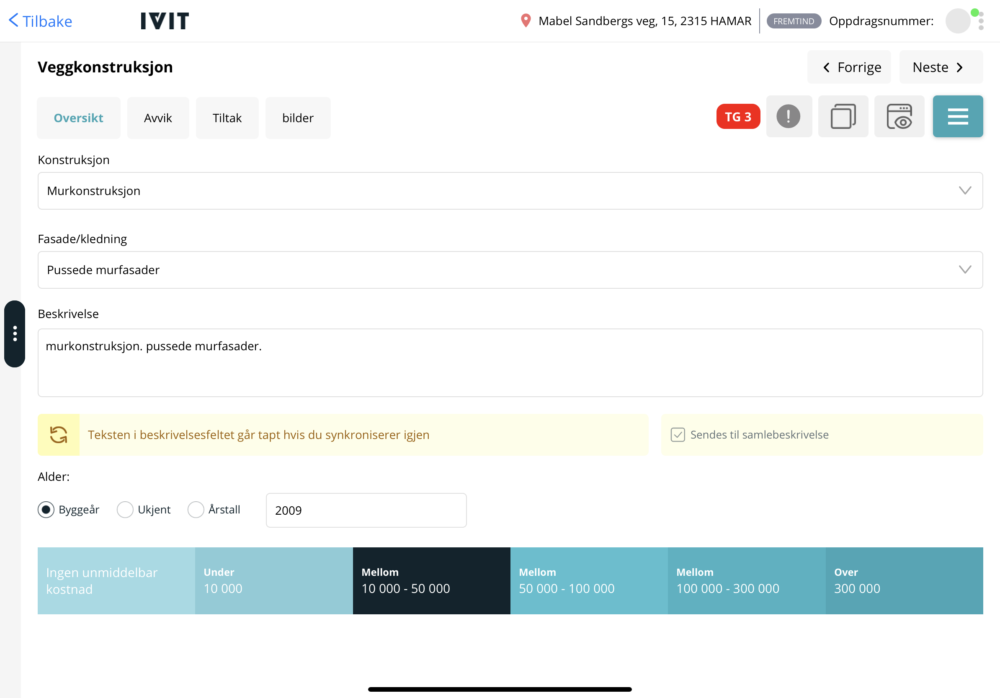 Tilbake
IVIT
Mabel Sandbergs veg, 15, 2315 HAMAR
FREMTIND
Oppdragsnummer:
Veggkonstruksjon
Forrige
Neste
Oversikt
Avvik
Tiltak
bilder
TG 3
Konstruksjon
Murkonstruksjon
Fasade/kledning
Pussede murfasader
Beskrivelse
murkonstruksjon. pussede murfasader.
Teksten i beskrivelsesfeltet går tapt hvis du synkroniserer igjen
Sendes til samlebeskrivelse
Alder:
Byggeår
Ukjent
Årstall
2009
Ingen unmiddelbar
kostnad
Under
10 000
Mellom
10 000 - 50 000
Mellom
50 000 - 100 000
Mellom
100 000 - 300 000
Over
300 000